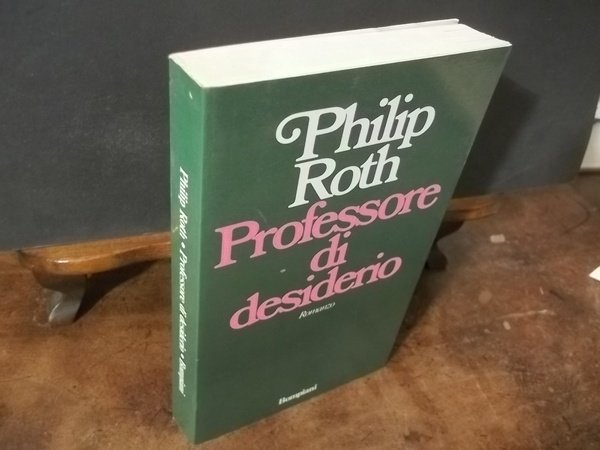 Philip
Roth
Professore
di
desiderio
Romanzo
Bompiani
Philip Roth • Professore di desiderio • Bompiani